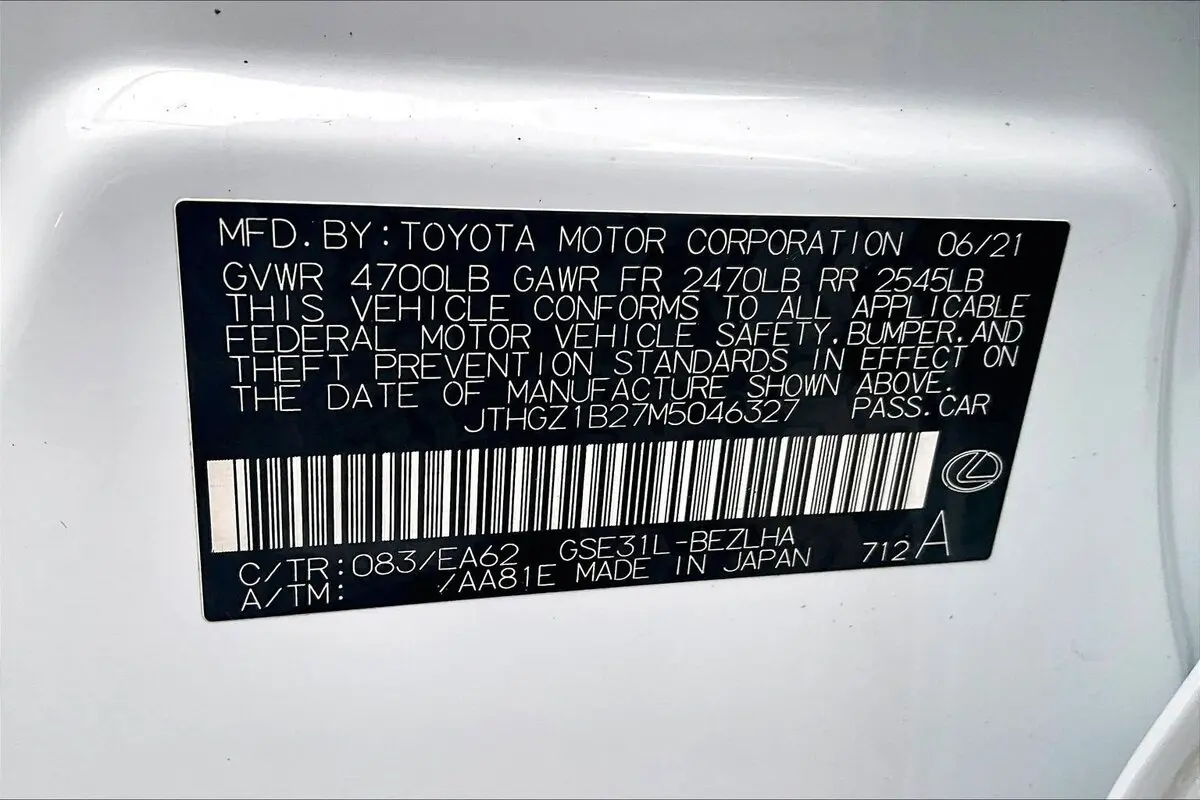 MFD. BY: TOYOTA MOTOR CORPORATION 06/21
GVWR 4700LB GAWR FR 2470LB RR 2545LB
THIS VEHICLE CONFORMS TO ALL APPLICABLE
FEDERAL MOTOR VEHICLE SAFETY, BUMPER, AND
THEFT PREVENTION STANDARDS IN EFFECT ON
THE DATE OF MANUFACTURE SHOWN ABOVE.
JTHGZ1B27M5046327 PASS. CAR
C/TR: 083/EA62 GSE31L-BEZLHA
A/TM: /AA81E MADE IN JAPAN 712 A